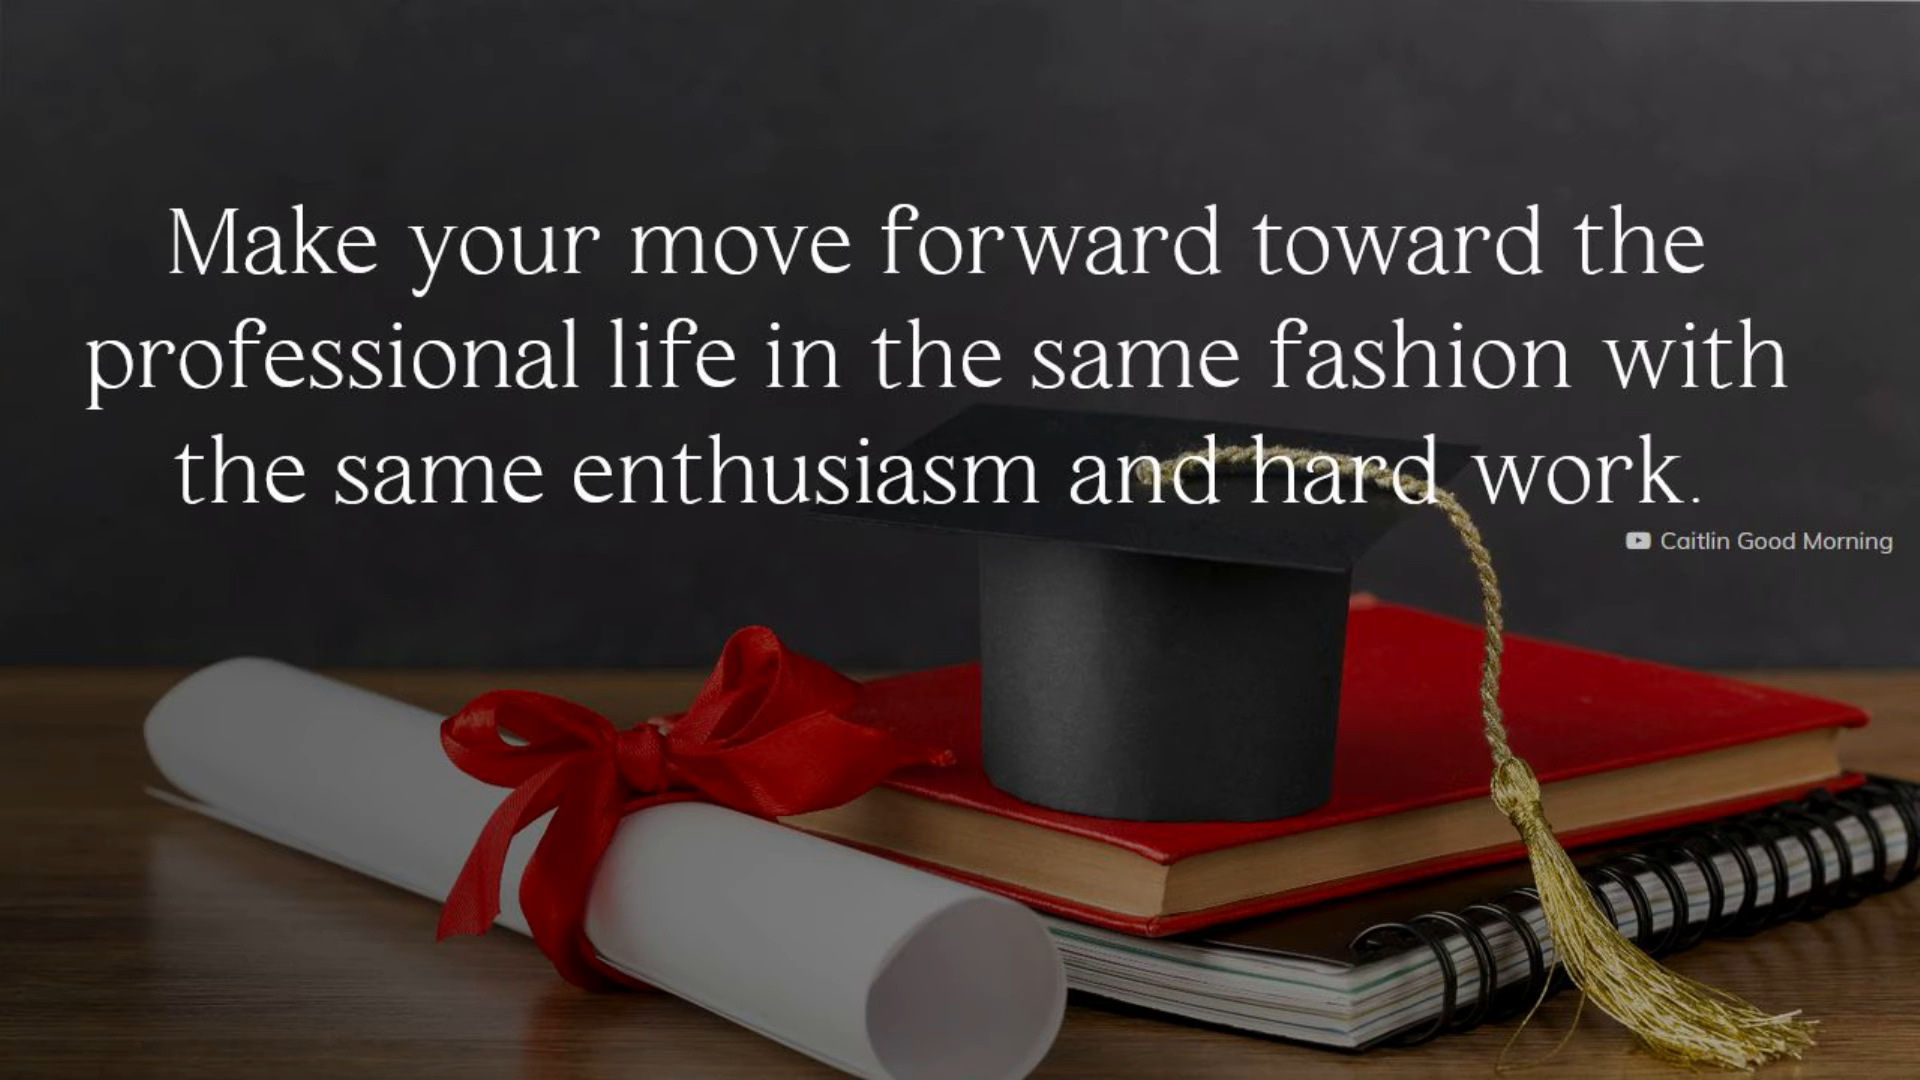 Make your move forward toward the
professional life in the same fashion with
the same enthusiasm and hard work.
Caitlin Good Morning